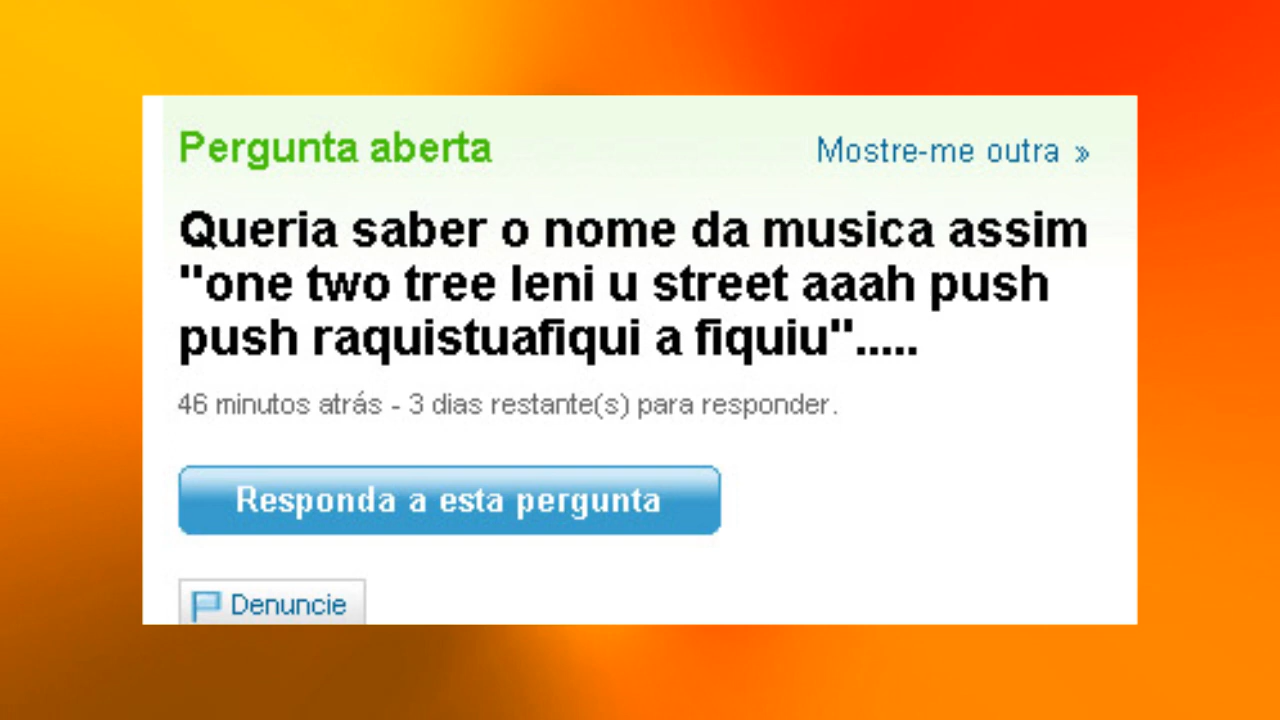 Pergunta aberta
Mostre-me outra »
Queria saber o nome da musica assim
"one two tree leni u street aaah push
push raquistuafiqui a fiquiu".....
46 minutos atrás - 3 dias restante(s) para responder.
Responda a esta pergunta
Denuncie